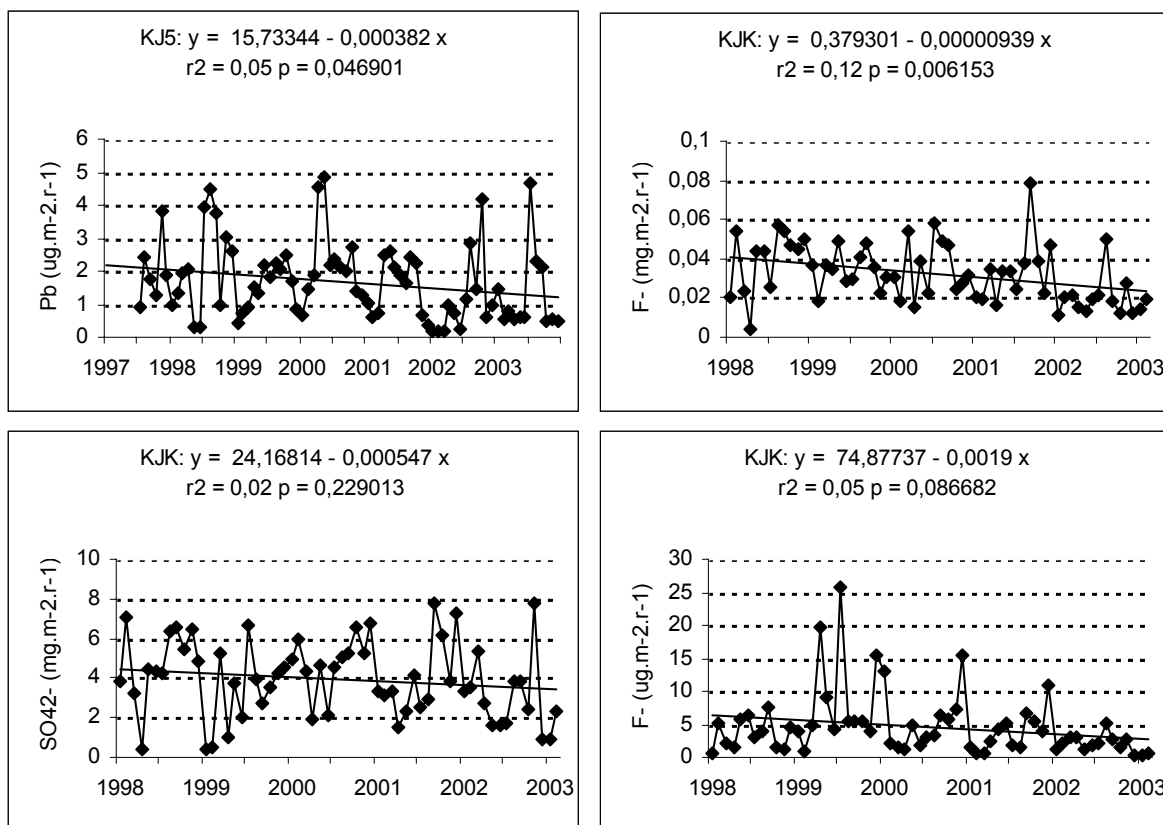 KJ5: y = 15,73344 - 0,000382 x
r2 = 0,05 p = 0,046901
Pb (ug.m-2.r-1)
6
5
4
3
2
1
0
1997 1998 1999 2000 2001 2002 2002 2003
KJK: y = 0,379301 - 0,00000939 x
r2 = 0,12 p = 0,006153
F- (mg.m-2.r-1)
0,1
0,08
0,06
0,04
0,02
0
1998 1999 2000 2001 2002 2003
KJK: y = 24,16814 - 0,000547 x
r2 = 0,02 p = 0,229013
SO42- (mg.m-2.r-1)
10
8
6
4
2
0
1998 1999 2000 2001 2002 2003
KJK: y = 74,87737 - 0,0019 x
r2 = 0,05 p = 0,086682
F- (ug.m-2.r-1)
30
25
20
15
10
5
0
1998 1999 2000 2001 2002 2003